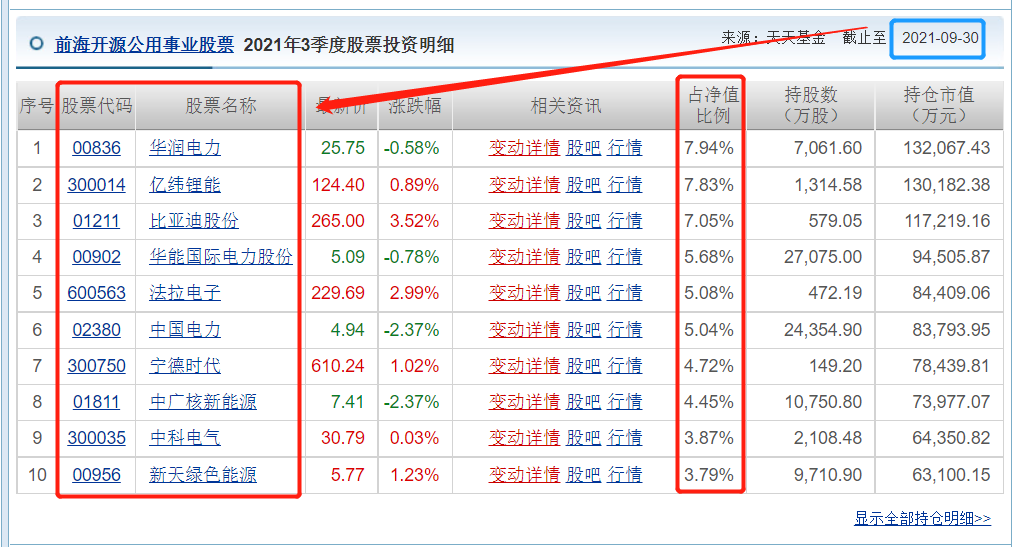 前海开源公用事业股票 2021年3季度股票投资明细 来源：天天基金 截止至 2021-09-30
序号 股票代码 股票名称 最新价 涨跌幅 相关资讯 占净值比例 持股数（万股） 持仓市值（万元）
1 00836 华润电力 25.75 -0.58% 变动详情 股吧 行情 7.94% 7,061.60 132,067.43
2 300014 亿纬锂能 124.40 0.89% 变动详情 股吧 行情 7.83% 1,314.58 130,182.38
3 01211 比亚迪股份 265.00 3.52% 变动详情 股吧 行情 7.05% 579.05 117,219.16
4 00902 华能国际电力股份 5.09 -0.78% 变动详情 股吧 行情 5.68% 27,075.00 94,505.87
5 600563 法拉电子 229.69 2.99% 变动详情 股吧 行情 5.08% 472.19 84,409.06
6 02380 中国电力 4.94 -2.37% 变动详情 股吧 行情 5.04% 24,354.90 83,793.95
7 300750 宁德时代 610.24 1.02% 变动详情 股吧 行情 4.72% 149.20 78,439.81
8 01811 中广核新能源 7.41 -2.37% 变动详情 股吧 行情 4.45% 10,750.80 73,977.07
9 300035 中科电气 30.79 0.03% 变动详情 股吧 行情 3.87% 2,108.48 64,350.82
10 00956 新天绿色能源 5.77 1.23% 变动详情 股吧 行情 3.79% 9,710.90 63,100.15
显示全部持仓明细>>